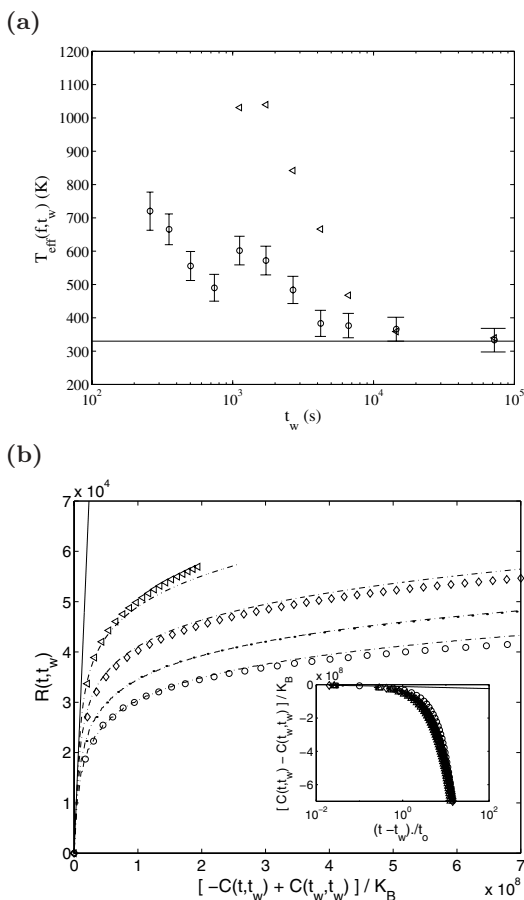 (a)
1200
1100
1000
900
800
700
600
500
400
300
200
T_eff(f,t_w) (K)
10^2 10^3 10^4 10^5
t_w (s)
(b)
x 10^4
7
6
5
4
3
2
1
0
R(t,t_w)
0 1 2 3 4 5 6 7
x 10^8
[ -C(t,t_w) + C(t_w,t_w) ] / K_B
x 10^8
0
-2
-4
-6
[ C(t,t_w) - C(t_w,t_w) ] / K_B
10^-2 10^0 10^2
(t -t_w)./t_o